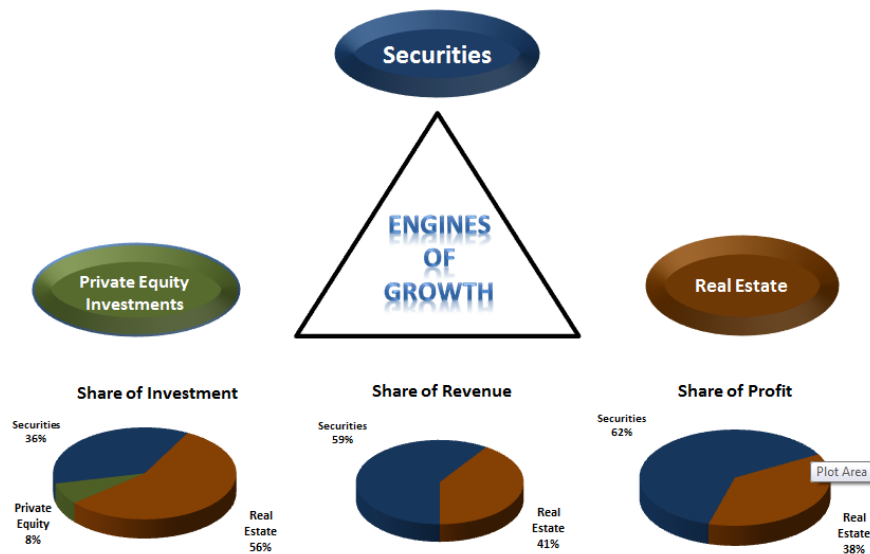 Securities
ENGINES
OF
GROWTH
Private Equity
Investments
Real Estate
Share of Investment
Securities
36%
Private
Equity
8%
Real
Estate
56%
Share of Revenue
Securities
59%
Real
Estate
41%
Share of Profit
Securities
62%
Plot Area
Real
Estate
38%